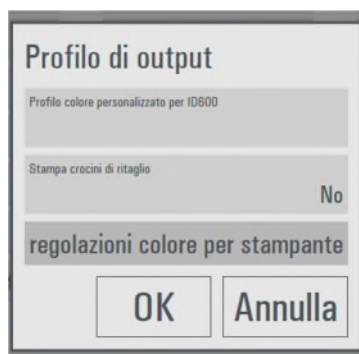 Profilo di output
Profilo colore personalizzato per ID600
Stampa crocini di ritaglio
No
regolazioni colore per stampante
OK
Annulla